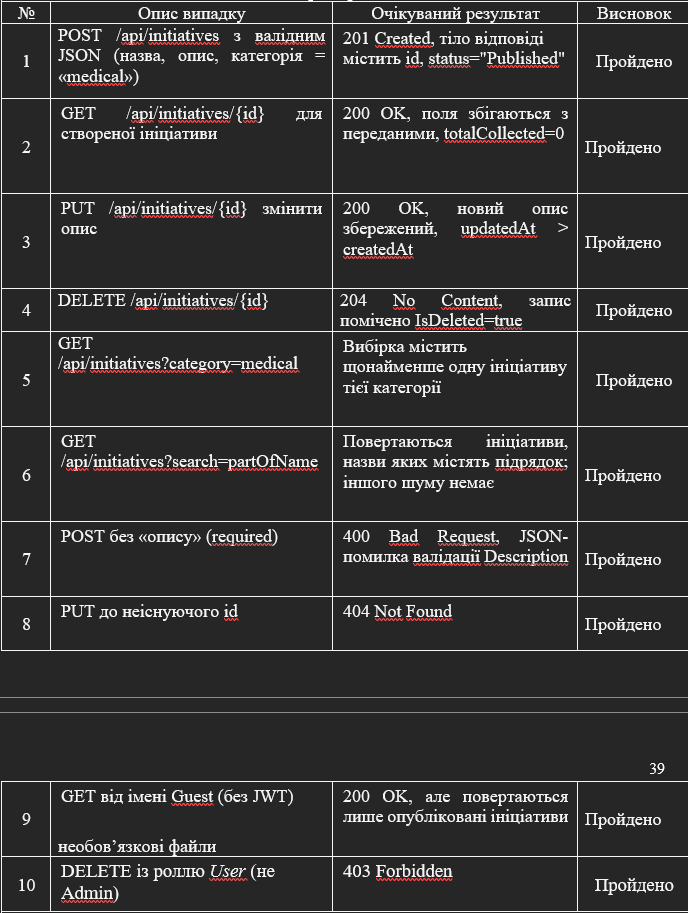 № Опис випадку Очікуваний результат Висновок
1 POST /api/initiatives з валідним JSON (назва, опис, категорія = «medical») 201 Created, тіло відповіді містить id, status="Published" Пройдено
2 GET /api/initiatives/{id} для створеної ініціативи 200 OK, поля збігаються з переданими, totalCollected=0 Пройдено
3 PUT /api/initiatives/{id} змінити опис 200 OK, новий опис збережений, updatedAt > createdAt Пройдено
4 DELETE /api/initiatives/{id} 204 No Content, запис помічено IsDeleted=true Пройдено
5 GET /api/initiatives?category=medical Вибірка містить щонайменше одну ініціативу тієї категорії Пройдено
6 GET /api/initiatives?search=partOfName Повертаються ініціативи, назви яких містять підрядок; іншого шуму немає Пройдено
7 POST без «опису» (required) 400 Bad Request, JSON-помилка валідації Description Пройдено
8 PUT до неіснуючого id 404 Not Found Пройдено
39
9 GET від імені Guest (без JWT) необов’язкові файли 200 OK, але повертаються лише опубліковані ініціативи Пройдено
10 DELETE із роллю User (не Admin) 403 Forbidden Пройдено